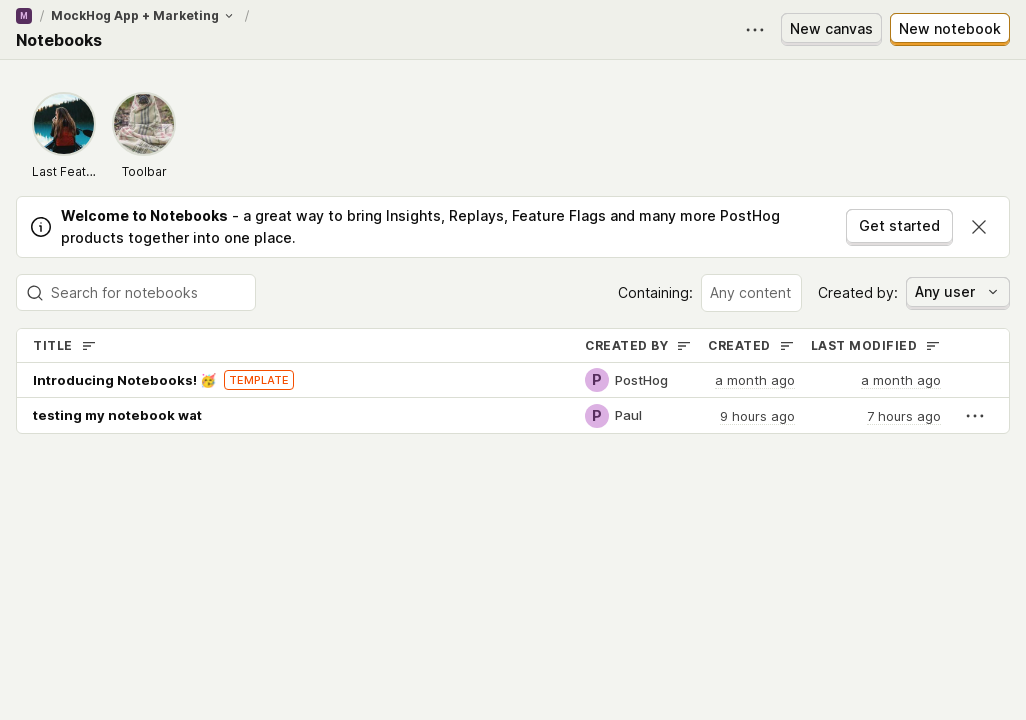 M / MockHog App + Marketing /
Notebooks
New canvas
New notebook
Last Feat...
Toolbar
Welcome to Notebooks - a great way to bring Insights, Replays, Feature Flags and many more PostHog
products together into one place.
Get started
Search for notebooks
Containing: Any content
Created by: Any user
TITLE CREATED BY CREATED LAST MODIFIED
Introducing Notebooks! 🥳 TEMPLATE P PostHog a month ago a month ago
testing my notebook wat P Paul 9 hours ago 7 hours ago